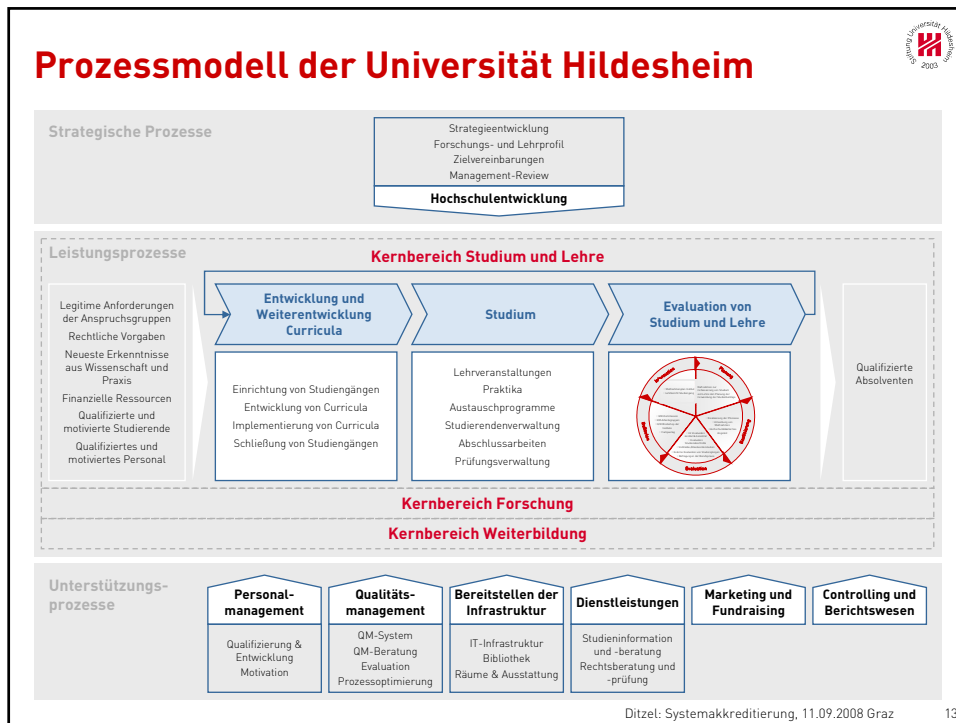 Prozessmodell der Universität Hildesheim
Stiftung Universität Hildesheim
2003
Strategische Prozesse
Strategieentwicklung
Forschungs- und Lehrprofil
Zielvereinbarungen
Management-Review
Hochschulentwicklung
Leistungsprozesse
Kernbereich Studium und Lehre
Legitime Anforderungen
der Anspruchsgruppen
Rechtliche Vorgaben
Neueste Erkenntnisse
aus Wissenschaft und
Praxis
Finanzielle Ressourcen
Qualifizierte und
motivierte Studierende
Qualifiziertes und
motiviertes Personal
Entwicklung und
Weiterentwicklung
Curricula
Einrichtung von Studiengängen
Entwicklung von Curricula
Implementierung von Curricula
Schließung von Studiengängen
Studium
Lehrveranstaltungen
Praktika
Austauschprogramme
Studierendenverwaltung
Abschlussarbeiten
Prüfungsverwaltung
Evaluation von
Studium und Lehre
Planung
Evaluation
Qualifizierte
Absolventen
Kernbereich Forschung
Kernbereich Weiterbildung
Unterstützungs-
prozesse
Personal-
management
Qualifizierung &
Entwicklung
Motivation
Qualitäts-
management
QM-System
QM-Beratung
Evaluation
Prozessoptimierung
Bereitstellen der
Infrastruktur
IT-Infrastruktur
Bibliothek
Räume & Ausstattung
Dienstleistungen
Studieninformation
und -beratung
Rechtsberatung und
-prüfung
Marketing und
Fundraising
Controlling und
Berichtswesen
Ditzel: Systemakkreditierung, 11.09.2008 Graz
13